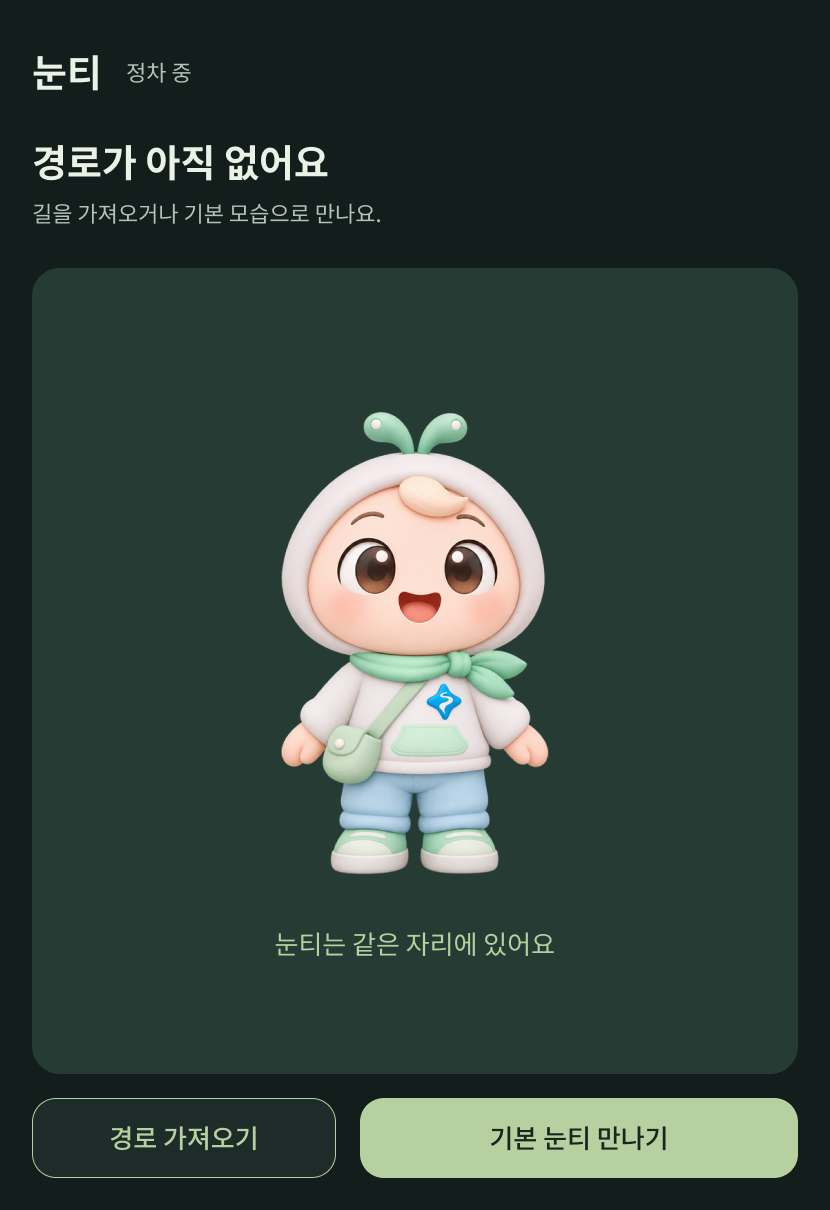 눈티 정차 중
경로가 아직 없어요
길을 가져오거나 기본 모습으로 만나요.
눈티는 같은 자리에 있어요
경로 가져오기 기본 눈티 만나기